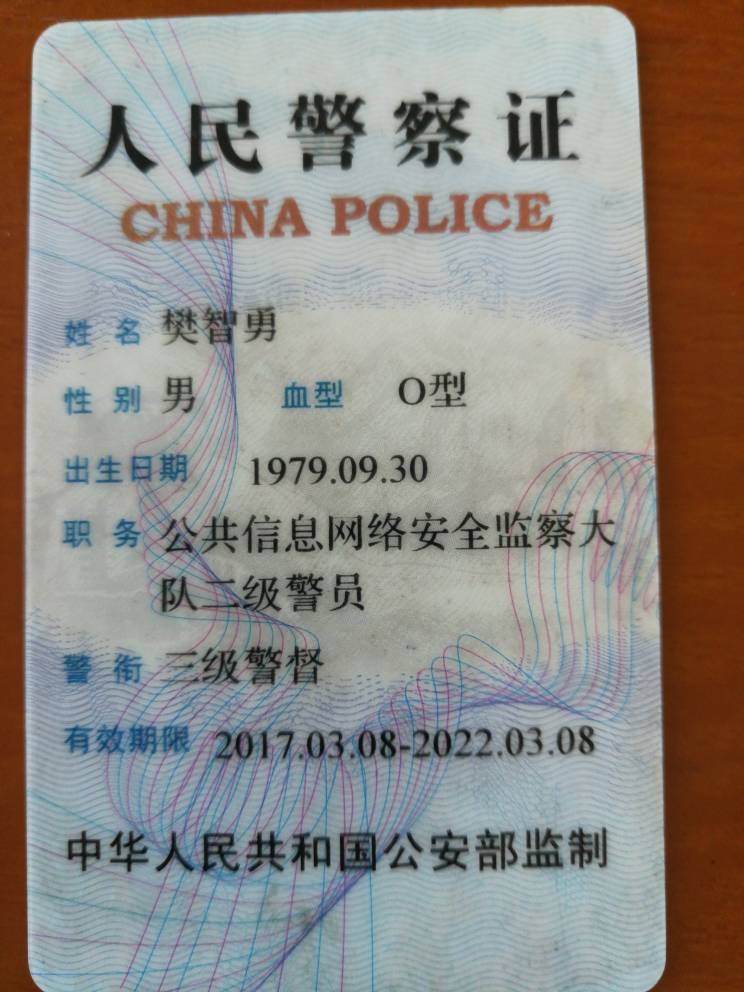 人民警察证
CHINA POLICE
姓名 樊智勇
性别 男 血型 O型
出生日期 1979.09.30
职务 公共信息网络安全监察大
队二级警员
警衔 三级警督
有效期限 2017.03.08-2022.03.08
中华人民共和国公安部监制